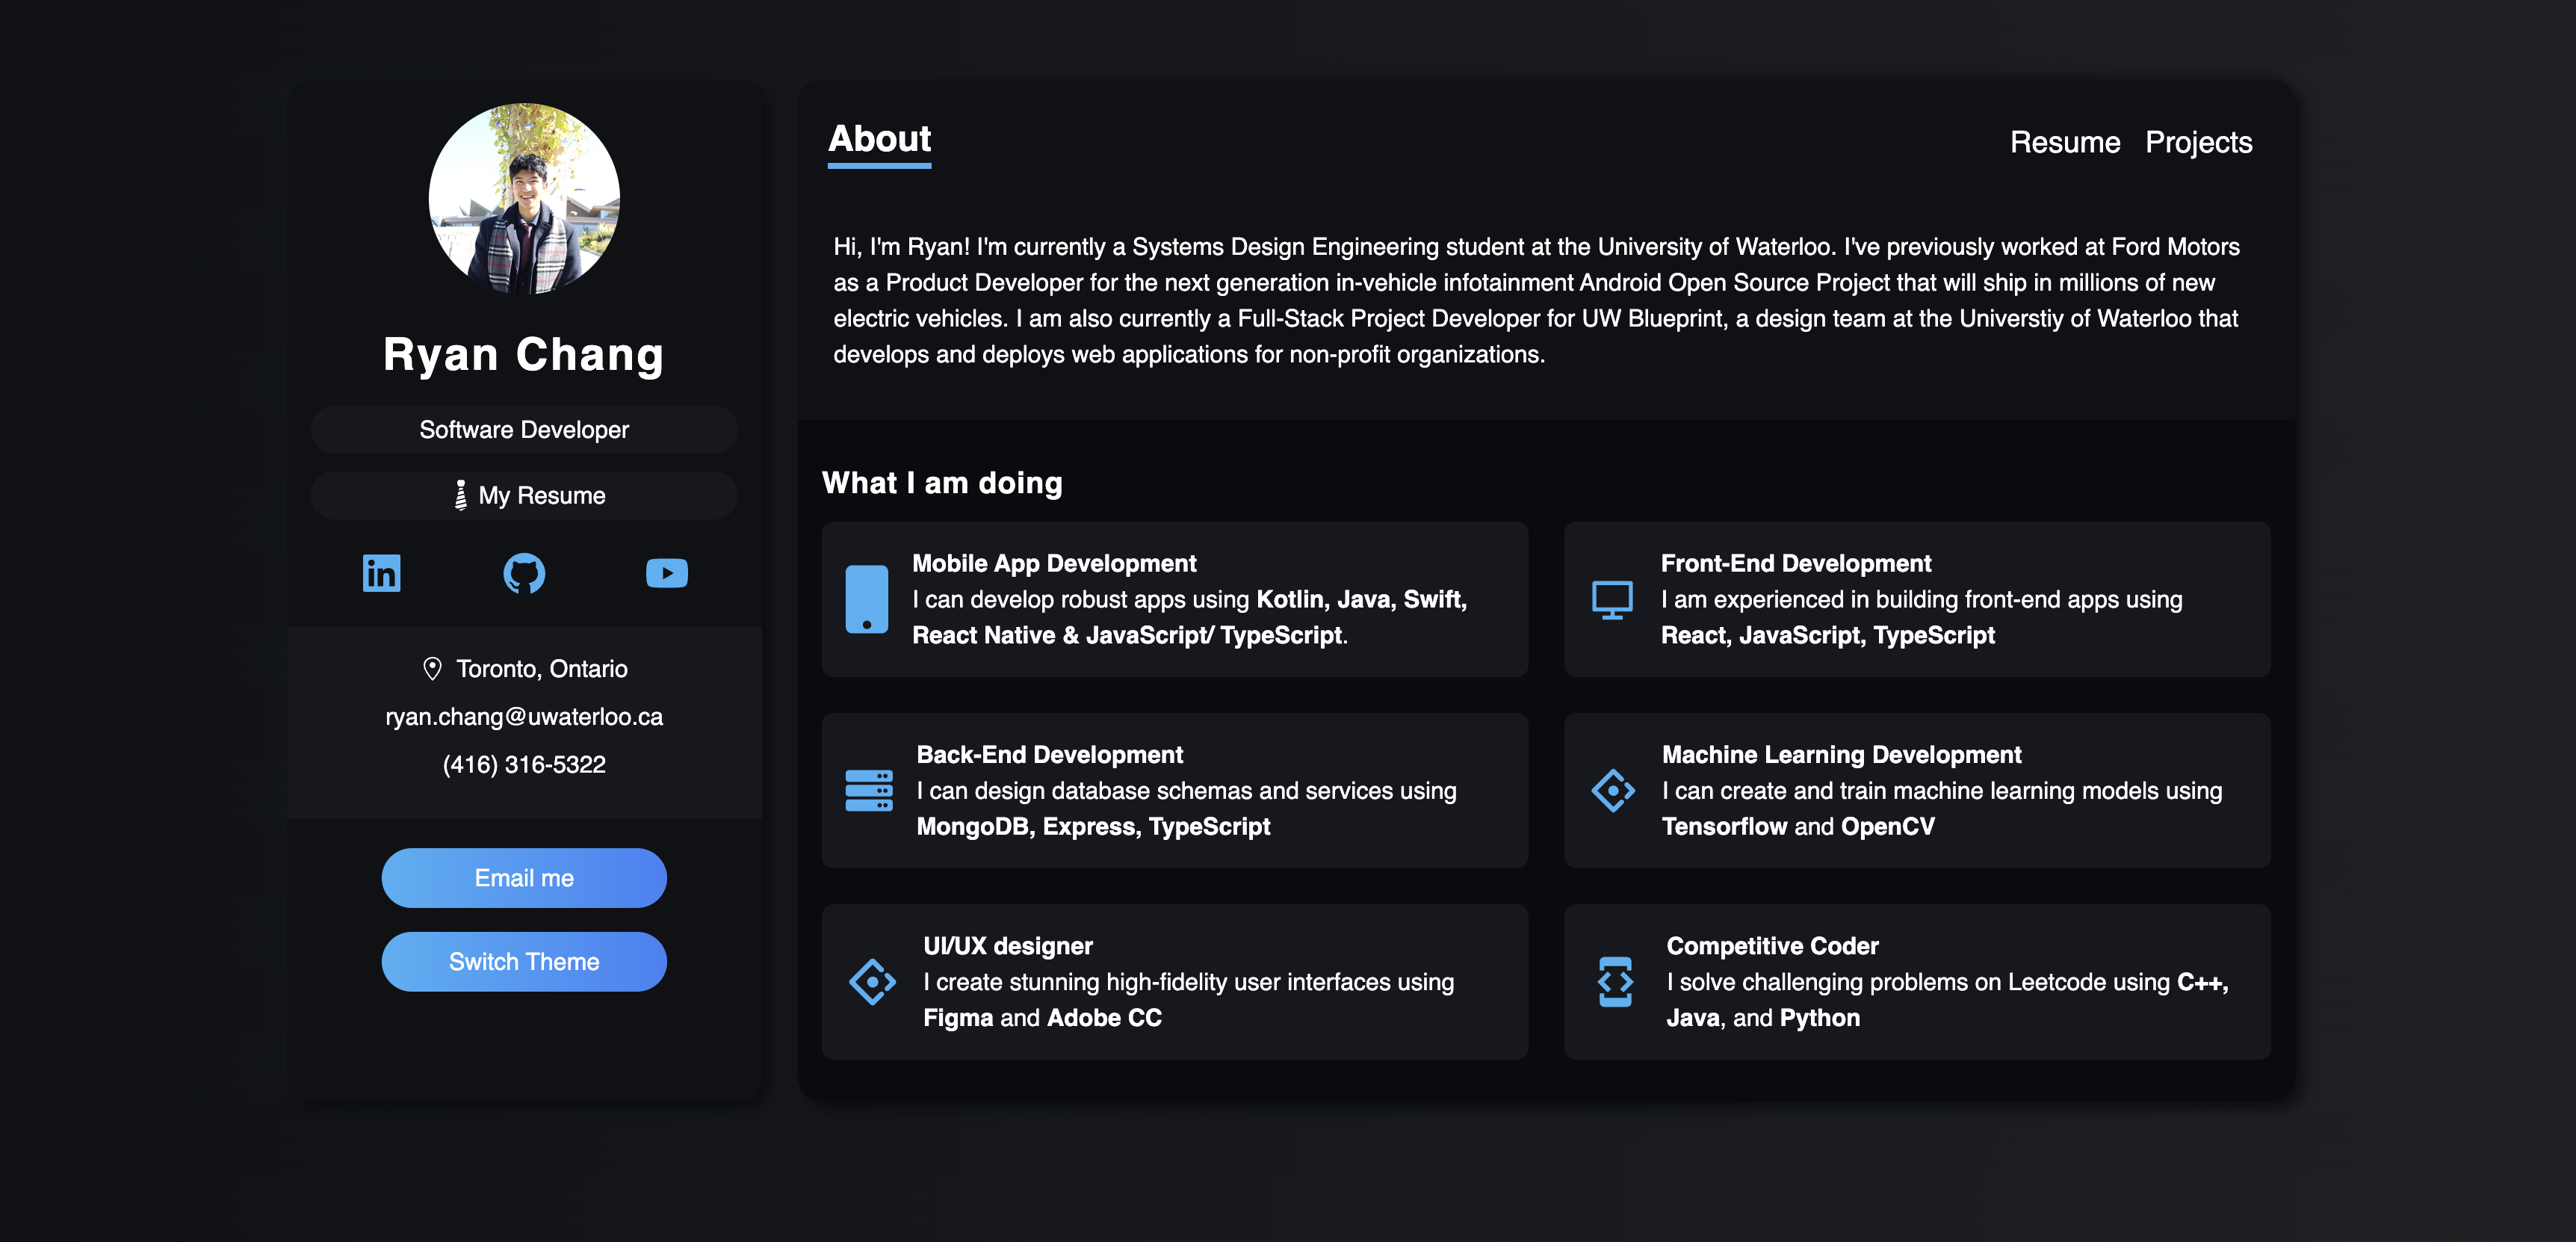 Ryan Chang
Software Developer
My Resume
in
Toronto, Ontario
ryan.chang@uwaterloo.ca
(416) 316-5322
Email me
Switch Theme
About
Resume Projects
Hi, I'm Ryan! I'm currently a Systems Design Engineering student at the University of Waterloo. I've previously worked at Ford Motors
as a Product Developer for the next generation in-vehicle infotainment Android Open Source Project that will ship in millions of new
electric vehicles. I am also currently a Full-Stack Project Developer for UW Blueprint, a design team at the Universtiy of Waterloo that
develops and deploys web applications for non-profit organizations.
What I am doing
Mobile App Development
I can develop robust apps using Kotlin, Java, Swift,
React Native & JavaScript/ TypeScript.
Front-End Development
I am experienced in building front-end apps using
React, JavaScript, TypeScript
Back-End Development
I can design database schemas and services using
MongoDB, Express, TypeScript
Machine Learning Development
I can create and train machine learning models using
Tensorflow and OpenCV
UI/UX designer
I create stunning high-fidelity user interfaces using
Figma and Adobe CC
Competitive Coder
I solve challenging problems on Leetcode using C++,
Java, and Python